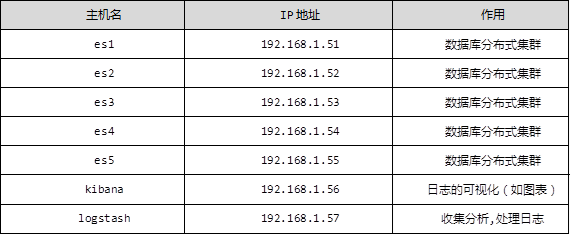 主机名 IP地址 作用
es1 192.168.1.51 数据库分布式集群
es2 192.168.1.52 数据库分布式集群
es3 192.168.1.53 数据库分布式集群
es4 192.168.1.54 数据库分布式集群
es5 192.168.1.55 数据库分布式集群
kibana 192.168.1.56 日志的可视化（如图表）
logstash 192.168.1.57 收集分析,处理日志